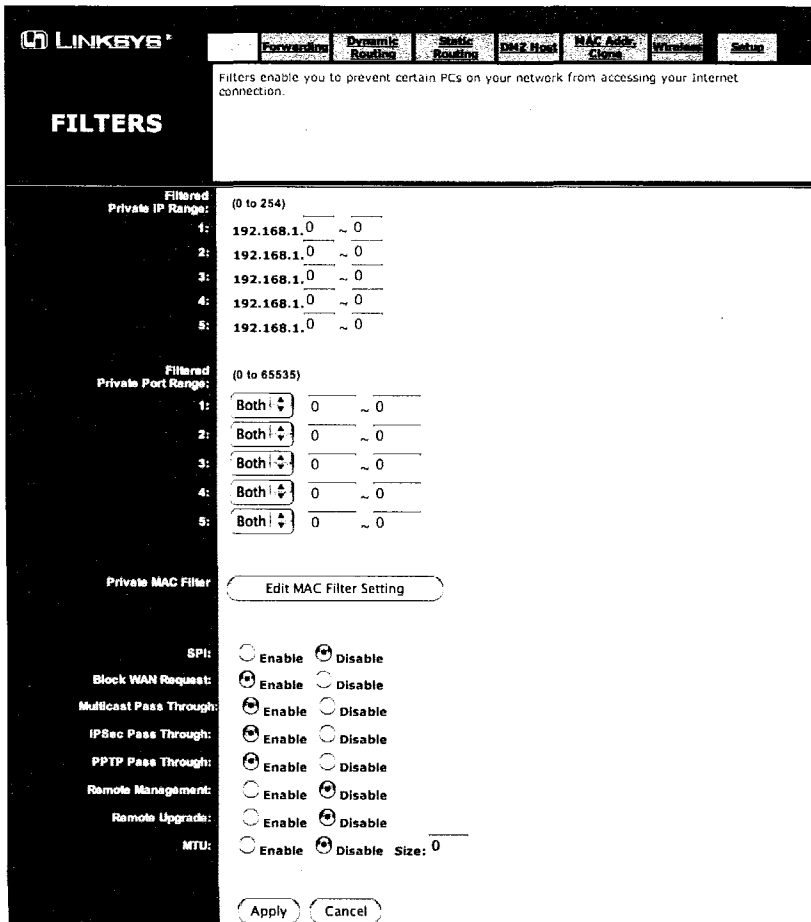 LINKSYS
Forwarding Dynamic Routing Static Routing DMZ Host MAC Addr. Clone Wireless Setup
Filters enable you to prevent certain PCs on your network from accessing your Internet
connection.
FILTERS
Filtered
Private IP Range: (0 to 254)
1: 192.168.1. 0 ~ 0
2: 192.168.1. 0 ~ 0
3: 192.168.1. 0 ~ 0
4: 192.168.1. 0 ~ 0
5: 192.168.1. 0 ~ 0
Filtered
Private Port Range: (0 to 65535)
1: Both 0 ~ 0
2: Both 0 ~ 0
3: Both 0 ~ 0
4: Both 0 ~ 0
5: Both 0 ~ 0
Private MAC Filter Edit MAC Filter Setting
SPI: Enable Disable
Block WAN Request: Enable Disable
Multicast Pass Through: Enable Disable
IPSec Pass Through: Enable Disable
PPTP Pass Through: Enable Disable
Remote Management: Enable Disable
Remote Upgrade: Enable Disable
MTU: Enable Disable Size: 0
Apply Cancel